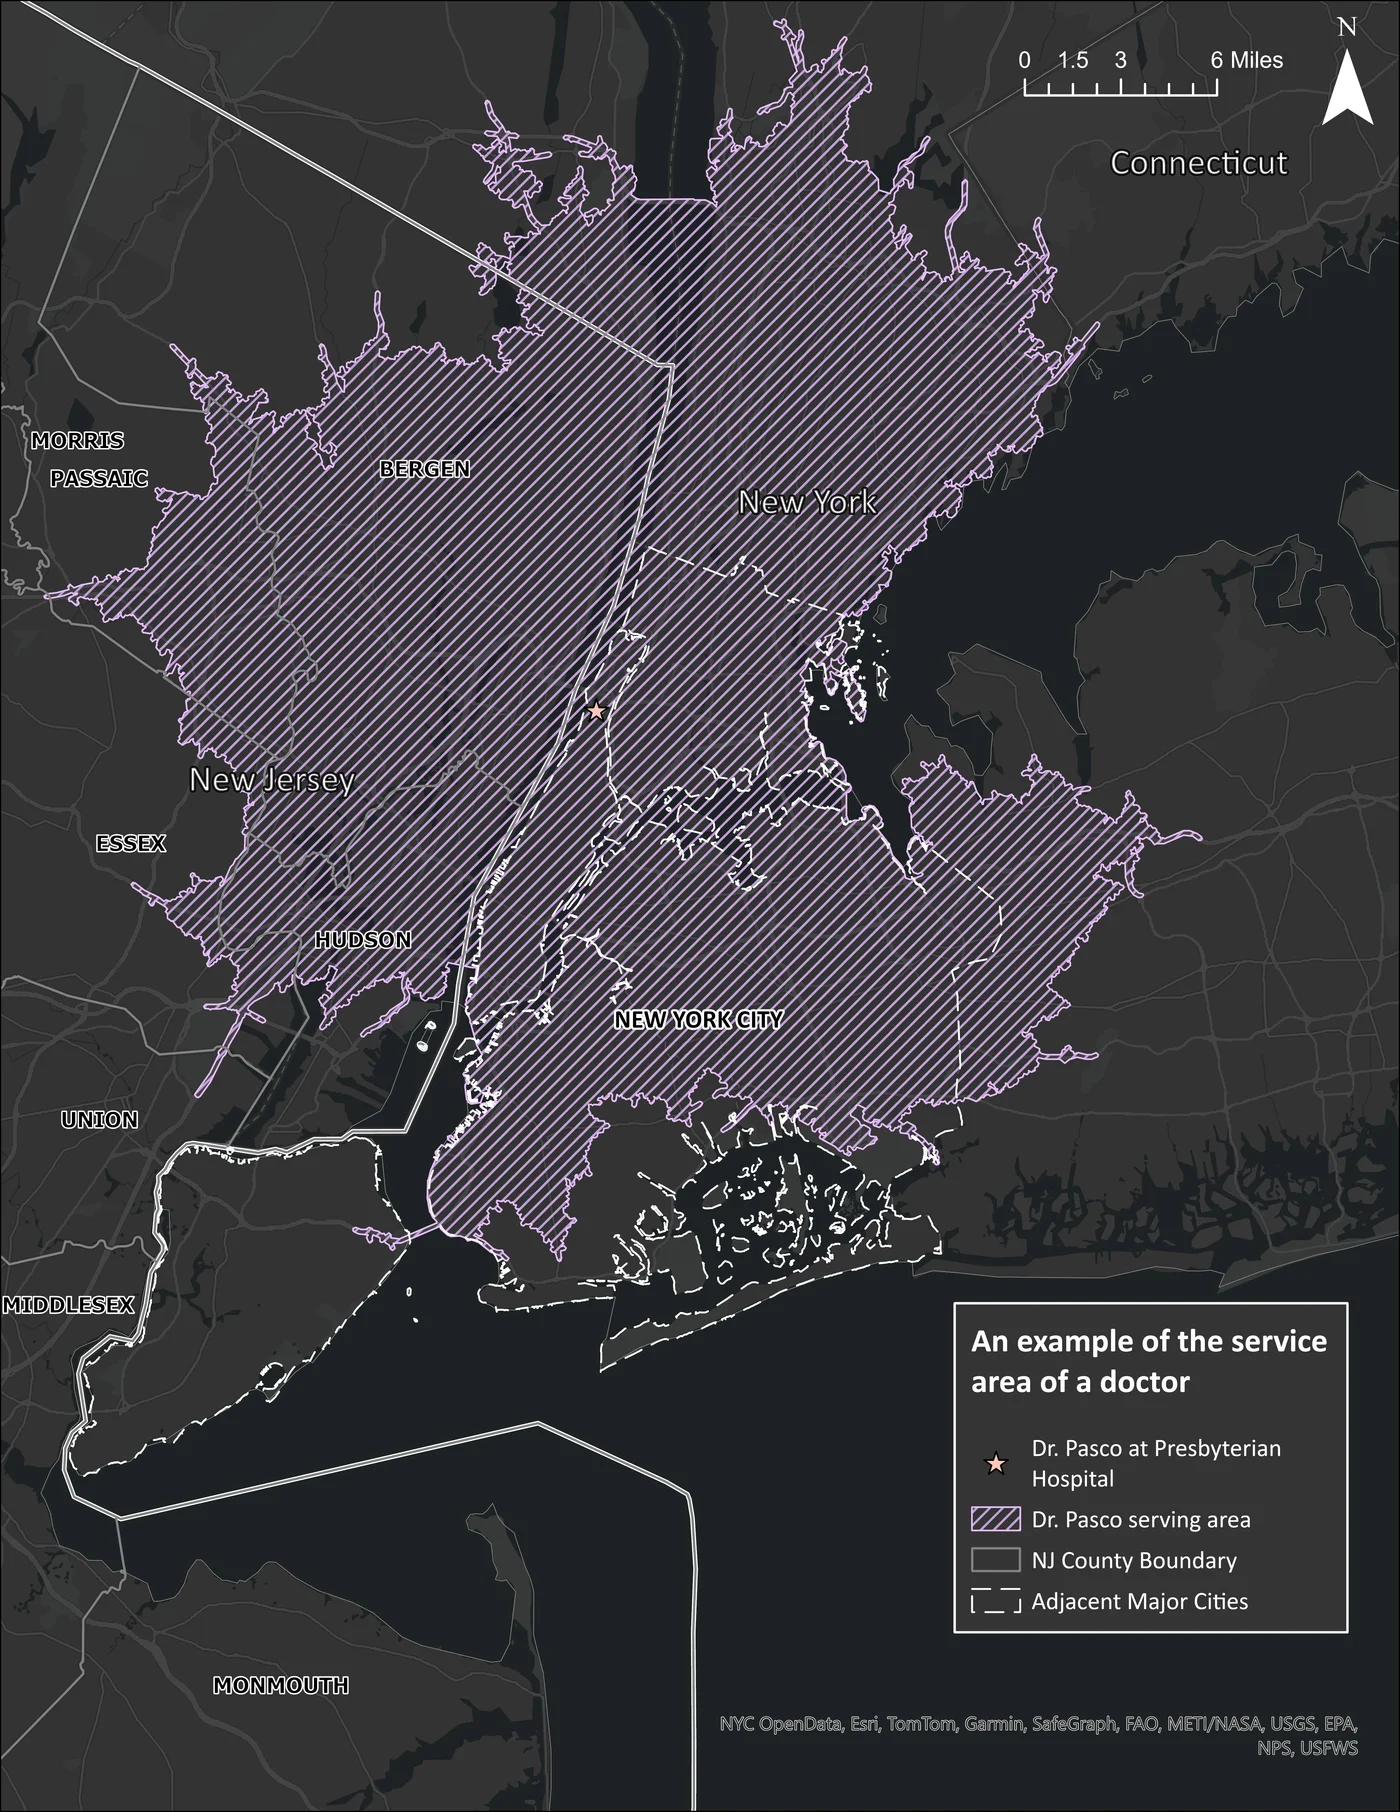 N
0 1.5 3 6 Miles
Connecticut
MORRIS
PASSAIC
BERGEN
New York
New Jersey
ESSEX
HUDSON
NEW YORK CITY
UNION
MIDDLESEX
An example of the service
area of a doctor
Dr. Pasco at Presbyterian
Hospital
Dr. Pasco serving area
NJ County Boundary
Adjacent Major Cities
MONMOUTH
NYC OpenData, Esri, TomTom, Garmin, SafeGraph, FAO, METI/NASA, USGS, EPA,
NPS, USFWS